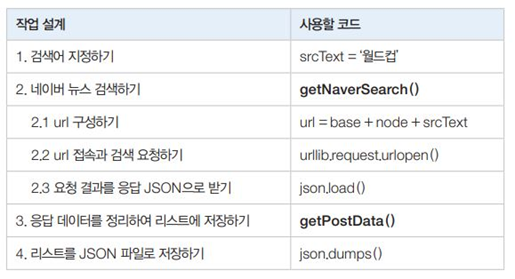 작업 설계 사용할 코드
1. 검색어 지정하기 srcText = '월드컵'
2. 네이버 뉴스 검색하기 getNaverSearch()
2.1 url 구성하기 url = base + node + srcText
2.2 url 접속과 검색 요청하기 urllib.request.urlopen()
2.3 요청 결과를 응답 JSON으로 받기 json.load()
3. 응답 데이터를 정리하여 리스트에 저장하기 getPostData()
4. 리스트를 JSON 파일로 저장하기 json.dumps()